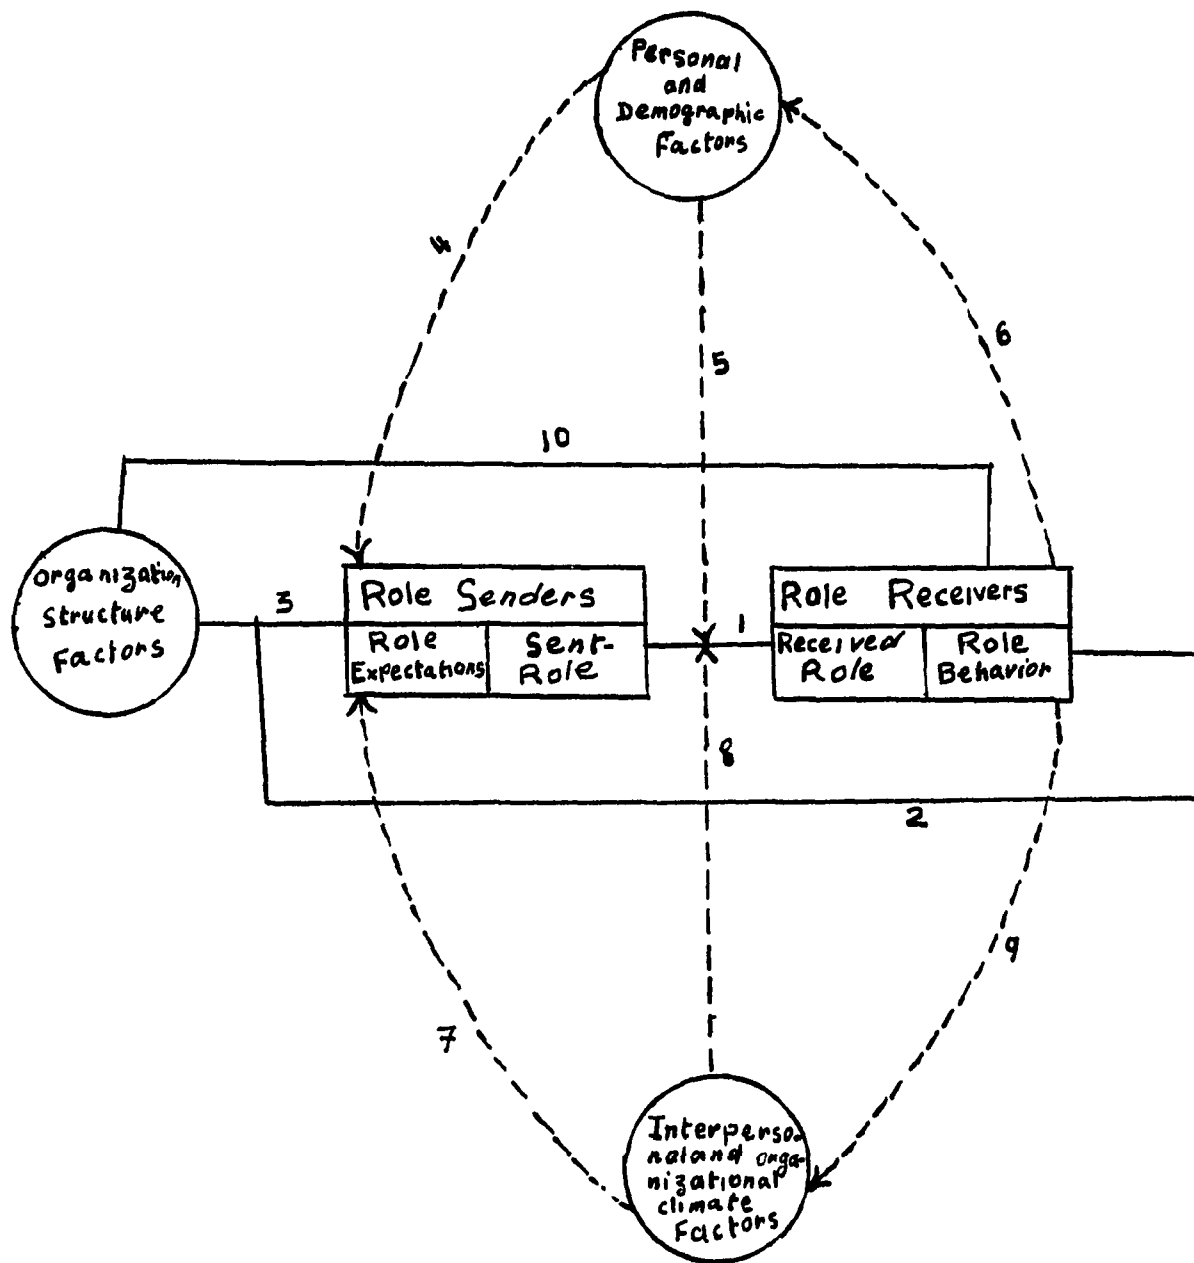 Personal
and
Demographic
Factors
4
5
6
10
Organization
Structure
Factors
3
Role Senders
Role
Expectations
Sent-
Role
1
Role Receivers
Received
Role
Role
Behavior
8
2
7
9
Interperso-
nal and orga-
nizational
climate
Factors